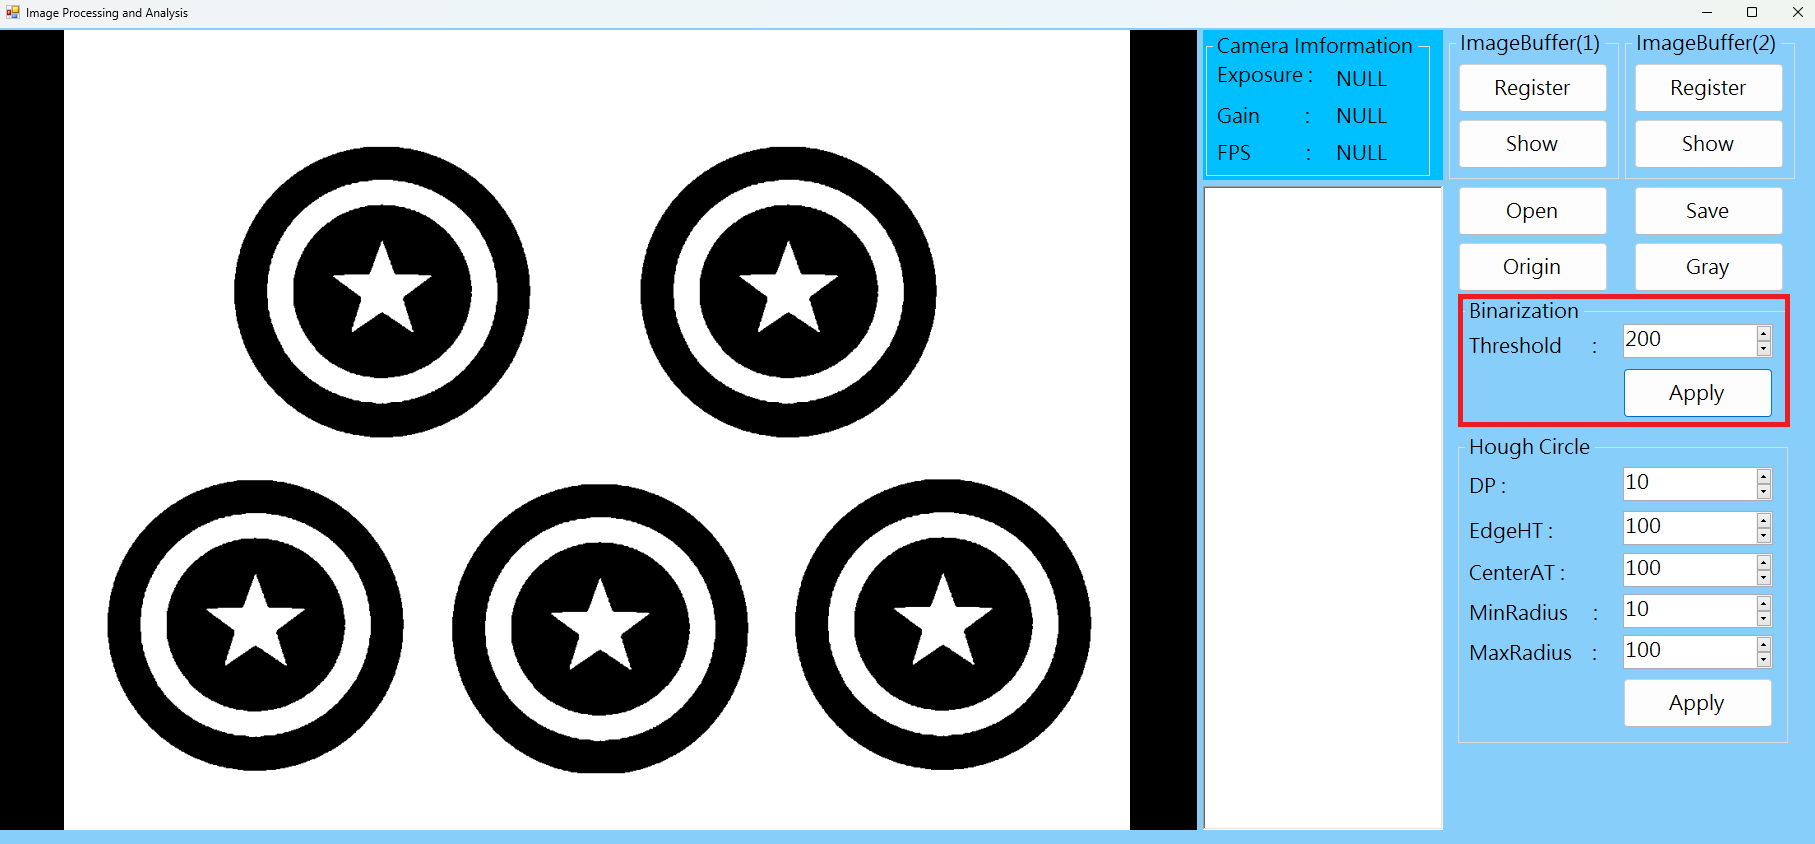 Image Processing and Analysis
Camera Imformation
Exposure : NULL
Gain : NULL
FPS : NULL
ImageBuffer(1)
Register
Show
ImageBuffer(2)
Register
Show
Open
Save
Origin
Gray
Binarization
Threshold : 200
Apply
Hough Circle
DP : 10
EdgeHT : 100
CenterAT : 100
MinRadius : 10
MaxRadius : 100
Apply